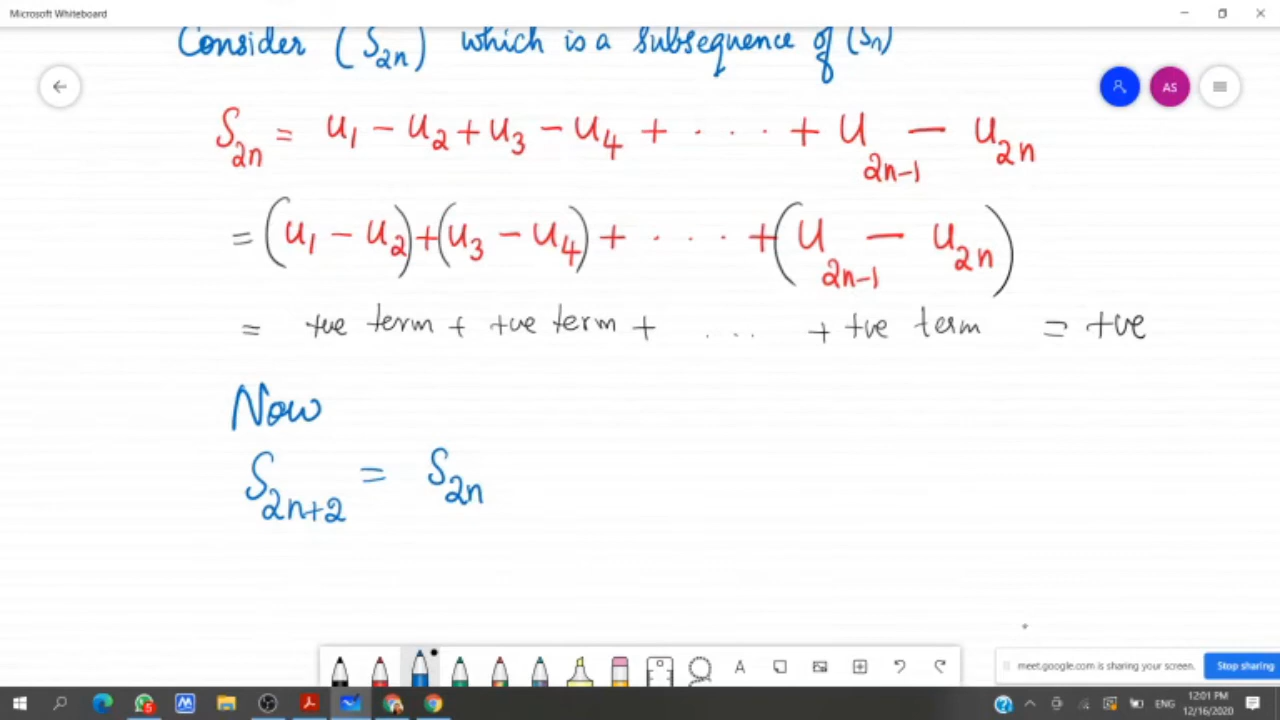 Microsoft Whiteboard
Consider (S2n) which is a subsequence of (Sn)
AS
S2n = u1 − u2 + u3 − u4 + . . . . + u2n−1 − u2n
= (u1 − u2) + (u3 − u4) + . . . . + (u2n−1 − u2n)
= +ve term + +ve term + . . . + +ve term = +ve
Now
S2n+2 = S2n
A
meet.google.com is sharing your screen.
Stop sharing
5
ENG
12:01 PM
12/16/2020